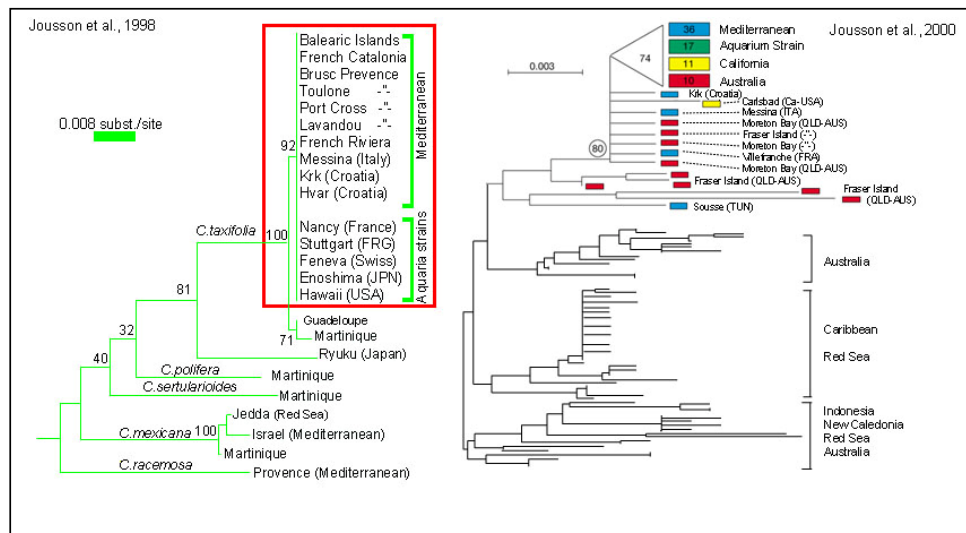 Jousson et al., 1998
0.008 subst./site
Balearic Islands
French Catalonia
Brusc Prevence
Toulone -"-
Port Cross -"-
Lavandou -"-
French Riviera
Messina (Italy)
Krk (Croatia)
Hvar (Croatia)
Mediterranean
Nancy (France)
Stuttgart (FRG)
Feneva (Swiss)
Enoshima (JPN)
Hawaii (USA)
Aquaria strains
92
C.taxifolia 100
Guadeloupe
Martinique
71
Ryuku (Japan)
81
32
C.polifera
Martinique
40
C.sertularioides
Martinique
Jedda (Red Sea)
C.mexicana 100
Israel (Mediterranean)
Martinique
C.racemosa
Provence (Mediterranean)
Jousson et al., 2000
0.003
74
36 Mediterranean
17 Aquarium Strain
11 California
10 Australia
Krk (Croatia)
Carlsbad (Ca-USA)
Messina (ITA)
Moreton Bay (QLD-AUS)
Fraser Island (-"-)
Moreton Bay (-"-)
Villefranche (FRA)
Moreton Bay (QLD-AUS)
80
Fraser Island (QLD-AUS)
Fraser Island
(QLD-AUS)
Sousse (TUN)
Australia
Caribbean
Red Sea
Indonesia
New Caledonia
Red Sea
Australia